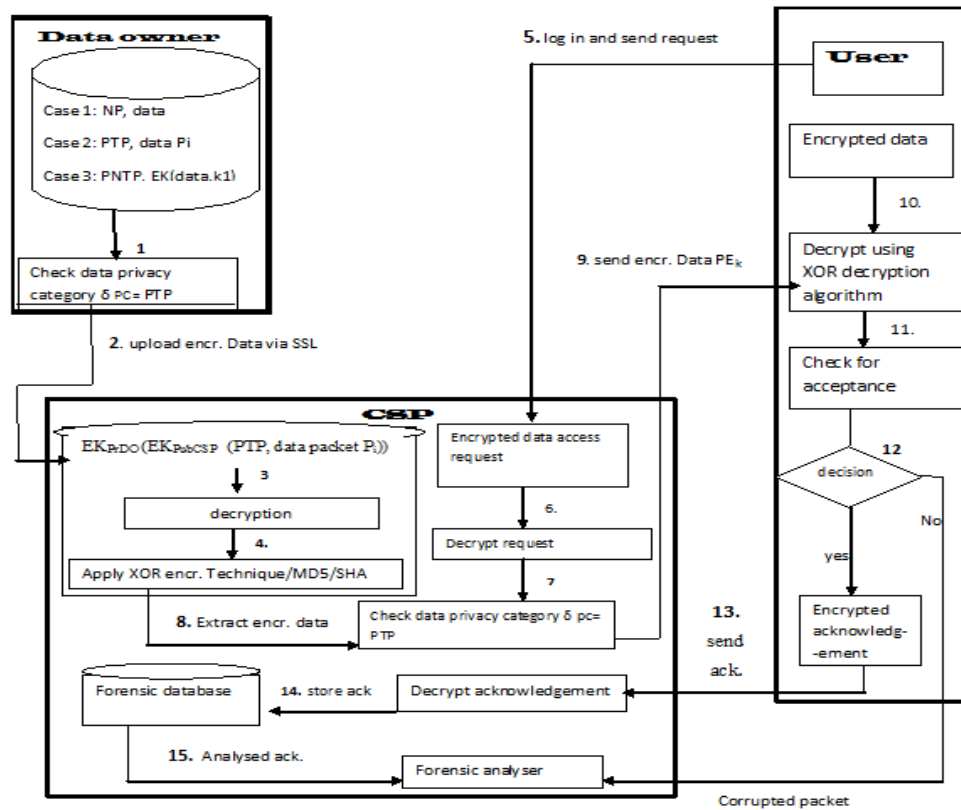 Data owner
Case 1: NP, data
Case 2: PTP, data Pi
Case 3: PNTP. EK(data.k1)
1
Check data privacy
category δ PC= PTP
2. upload encr. Data via SSL
5. log in and send request
User
Encrypted data
10.
9. send encr. Data PEk
Decrypt using
XOR decryption
algorithm
11.
Check for
acceptance
12
decision
No
yes
Encrypted
acknowledg-
-ement
13.
send
ack.
CSP
EKPrDO(EKPubCSP (PTP, data packet Pi))
3
decryption
4.
Apply XOR encr. Technique/MD5/SHA
Encrypted data access
request
6.
Decrypt request
7
8. Extract encr. data
Check data privacy category δ pc=
PTP
Forensic database
14. store ack
Decrypt acknowledgement
15. Analysed ack.
Forensic analyser
Corrupted packet